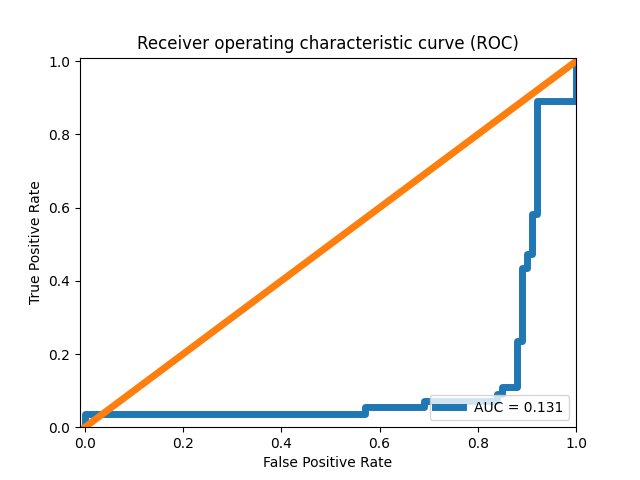 Receiver operating characteristic curve (ROC)
True Positive Rate
1.0
0.8
0.6
0.4
0.2
0.0
0.0 0.2 0.4 0.6 0.8 1.0
False Positive Rate
AUC = 0.131